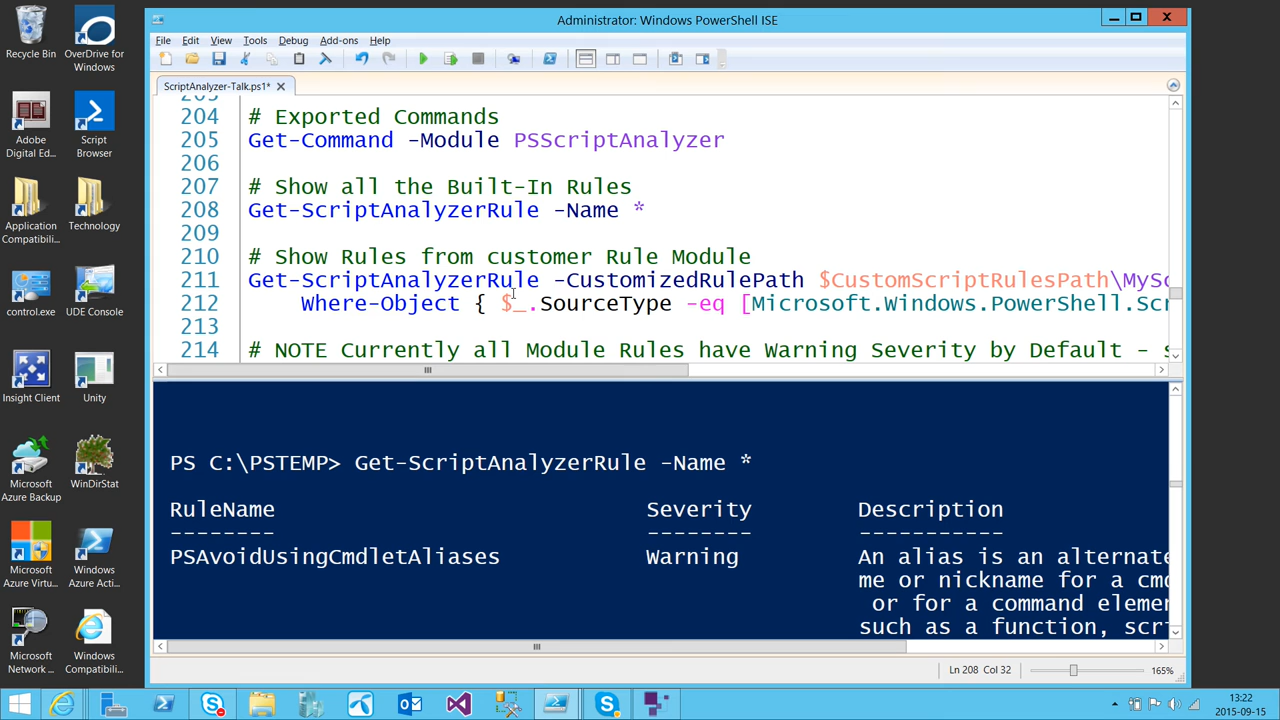 Administrator: Windows PowerShell ISE
File Edit View Tools Debug Add-ons Help
ScriptAnalyzer-Talk.ps1*
204 # Exported Commands
205 Get-Command -Module PSScriptAnalyzer
206
207 # Show all the Built-In Rules
208 Get-ScriptAnalyzerRule -Name *
209
210 # Show Rules from customer Rule Module
211 Get-ScriptAnalyzerRule -CustomizedRulePath $CustomScriptRulesPath\MySc
212 Where-Object { $_.SourceType -eq [Microsoft.Windows.PowerShell.Scr
213
214 # NOTE Currently all Module Rules have Warning Severity by Default - s
PS C:\PSTEMP> Get-ScriptAnalyzerRule -Name *
RuleName Severity Description
-------- -------- -----------
PSAvoidUsingCmdletAliases Warning An alias is an alternate
me or nickname for a cmd
or for a command elemen
such as a function, scri
Ln 208 Col 32 165%
Recycle Bin
OverDrive for
Windows
Adobe
Digital Ed...
Script
Browser
Application
Compatibili...
Technology
control.exe
UDE Console
Insight Client
Unity
Microsoft
Azure Backup
WinDirStat
Microsoft
Azure Virtu...
Windows
Azure Acti...
Microsoft
Network ...
Windows
Compatibil...
13:22
2015-09-15